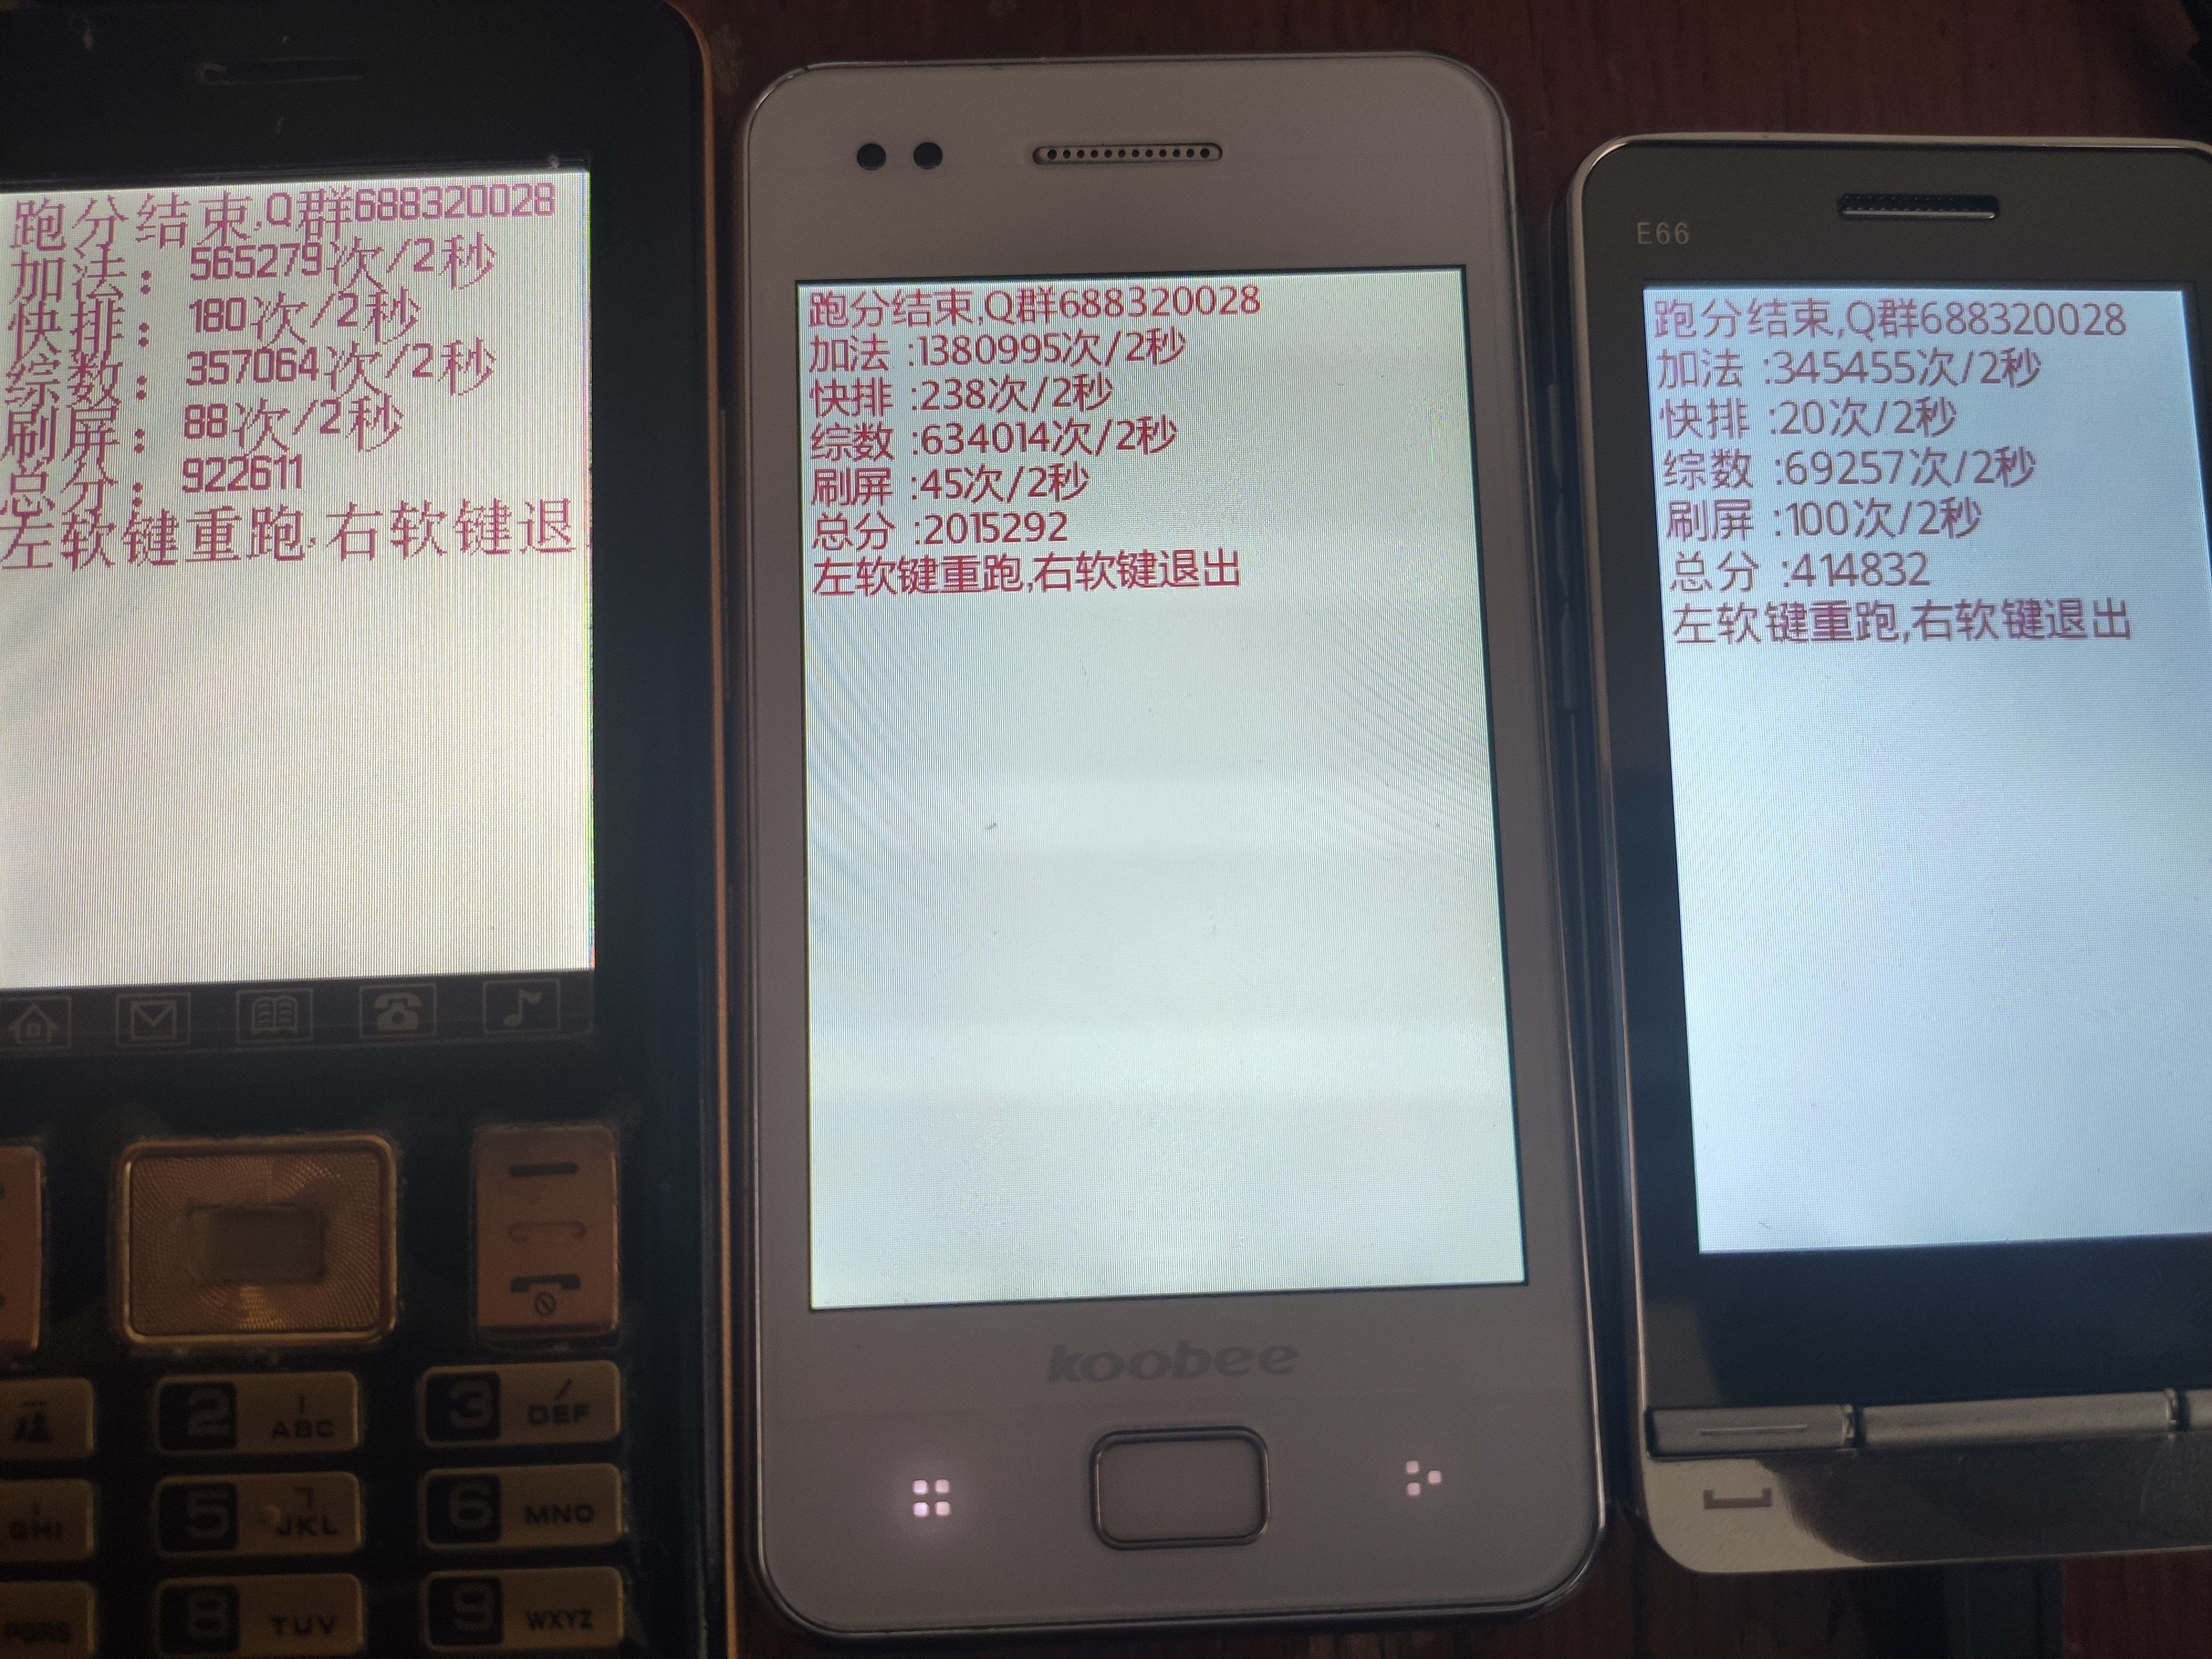 跑分结束,Q群688320028
加法：565279次/2秒
快排：180次/2秒
综数：357064次/2秒
刷屏：88次/2秒
总分：922611
左软键重跑,右软键退
2 ABC
3 DEF
GHI
5 JKL
6 MNO
PQRS
8 TUV
9 WXYZ
跑分结束,Q群688320028
加法 :1380995次/2秒
快排 :238次/2秒
综数 :634014次/2秒
刷屏 :45次/2秒
总分 :2015292
左软键重跑,右软键退出
koobee
E66
跑分结束,Q群688320028
加法 :345455次/2秒
快排 :20次/2秒
综数 :69257次/2秒
刷屏 :100次/2秒
总分 :414832
左软键重跑,右软键退出